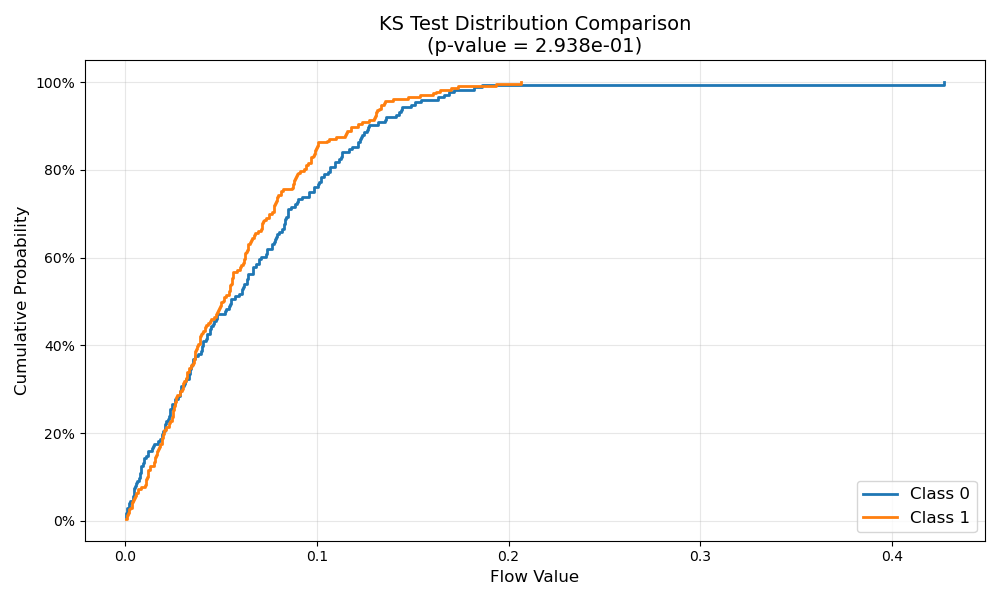 KS Test Distribution Comparison
(p-value = 2.938e-01)
Cumulative Probability
100%
80%
60%
40%
20%
0%
0.0
0.1
0.2
0.3
0.4
Flow Value
Class 0
Class 1